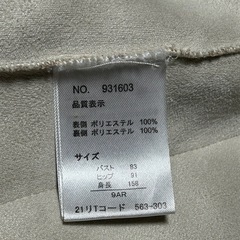 NO. 931603
品質表示
表側 ポリエステル 100%
裏側 ポリエステル 100%
サイズ
バスト 83
ヒップ 91
身長 158
9AR
21リTコード 563-303